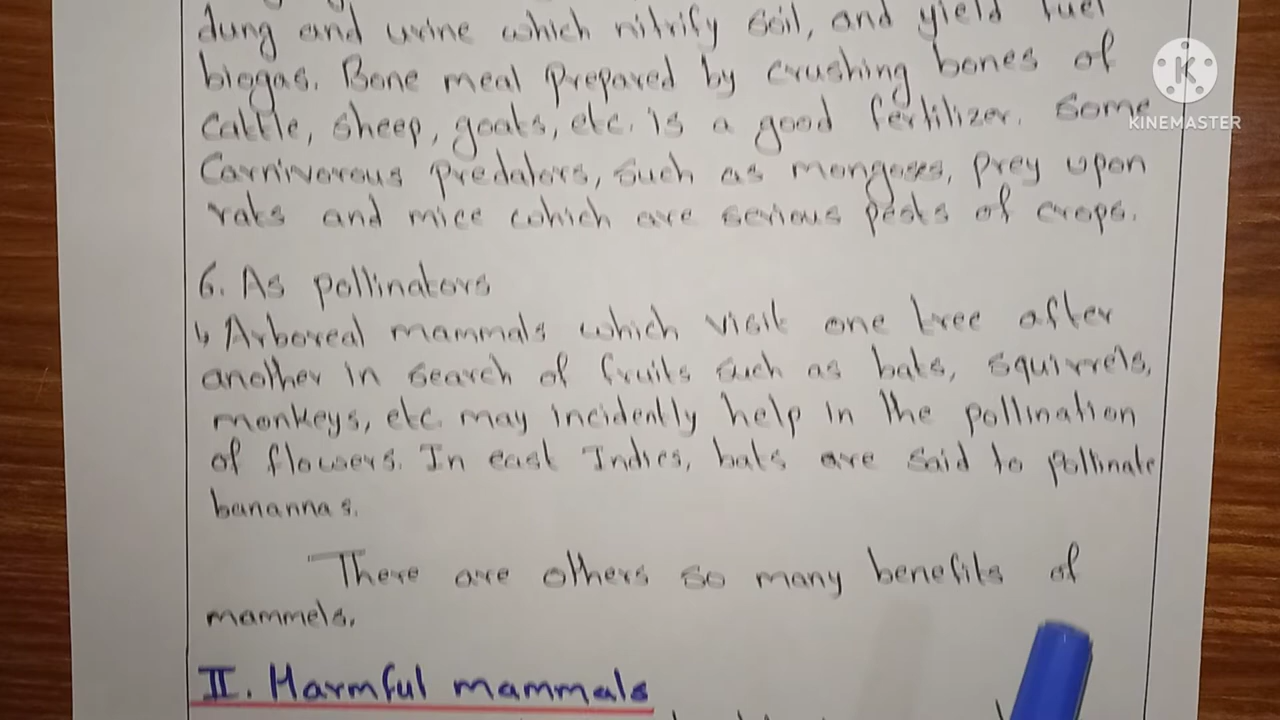 dung and urine which nitrify soil, and yield fuel
biogas. Bone meal prepared by crushing bones of
cattle, sheep, goats, etc. is a good fertilizer. Some
Carnivorous predators, such as mongoses, prey upon
rats and mice which are serious pests of crops.
6. As pollinators
↳ Arboreal mammals which visit one tree after
another in search of fruits such as bats, squirrels,
monkeys, etc. may incidently help in the pollination
of flowers. In east Indies, bats are said to pollinate
banannas.
There are others so many benefits of
mammels.
II. Harmful mammals
K
KINEMASTER